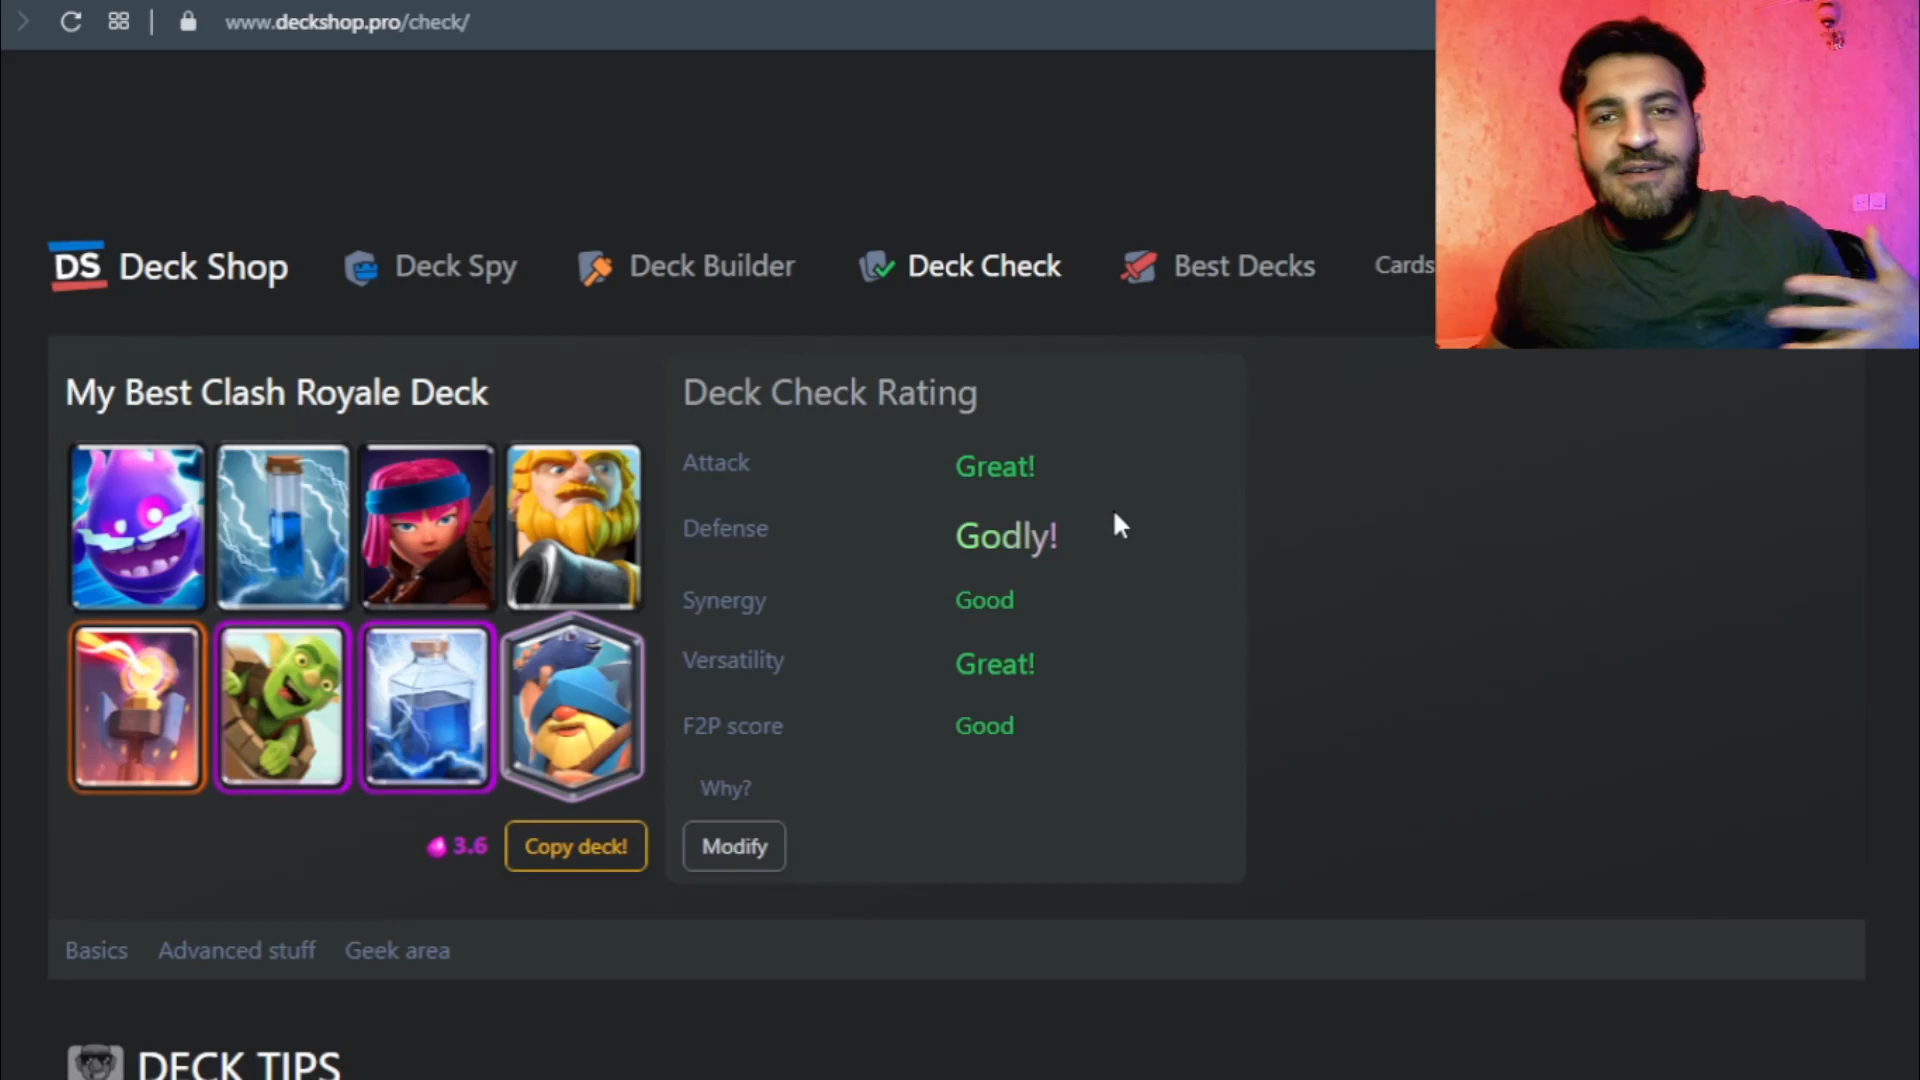 www.deckshop.pro/check/
DS Deck Shop
Deck Spy
Deck Builder
Deck Check
Best Decks
Cards
My Best Clash Royale Deck
Deck Check Rating
Attack Great!
Defense Godly!
Synergy Good
Versatility Great!
F2P score Good
Why?
3.6
Copy deck!
Modify
Basics
Advanced stuff
Geek area
DECK TIPS